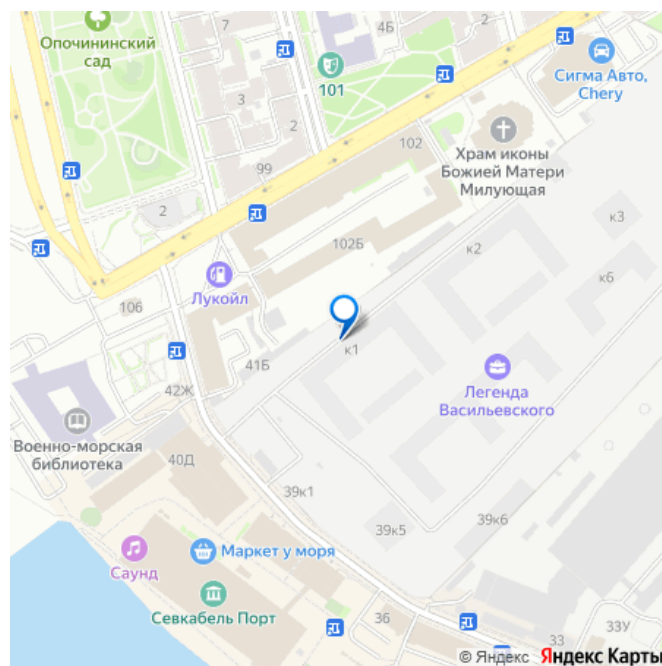 7
4Б
Опочининский
сад
101
Сигма Авто,
Chery
3
2
102
99
Храм иконы
Божией Матери
Милующая
2
к3
102Б
к2
к6
Лукойл
106
к1
41Б
42Ж
Легенда
Васильевского
Военно-морская
библиотека
40Д
39к1
39к6
39к5
Маркет у моря
Саунд
Севкабель Порт
36
33
33У
© Яндекс Яндекс Карты